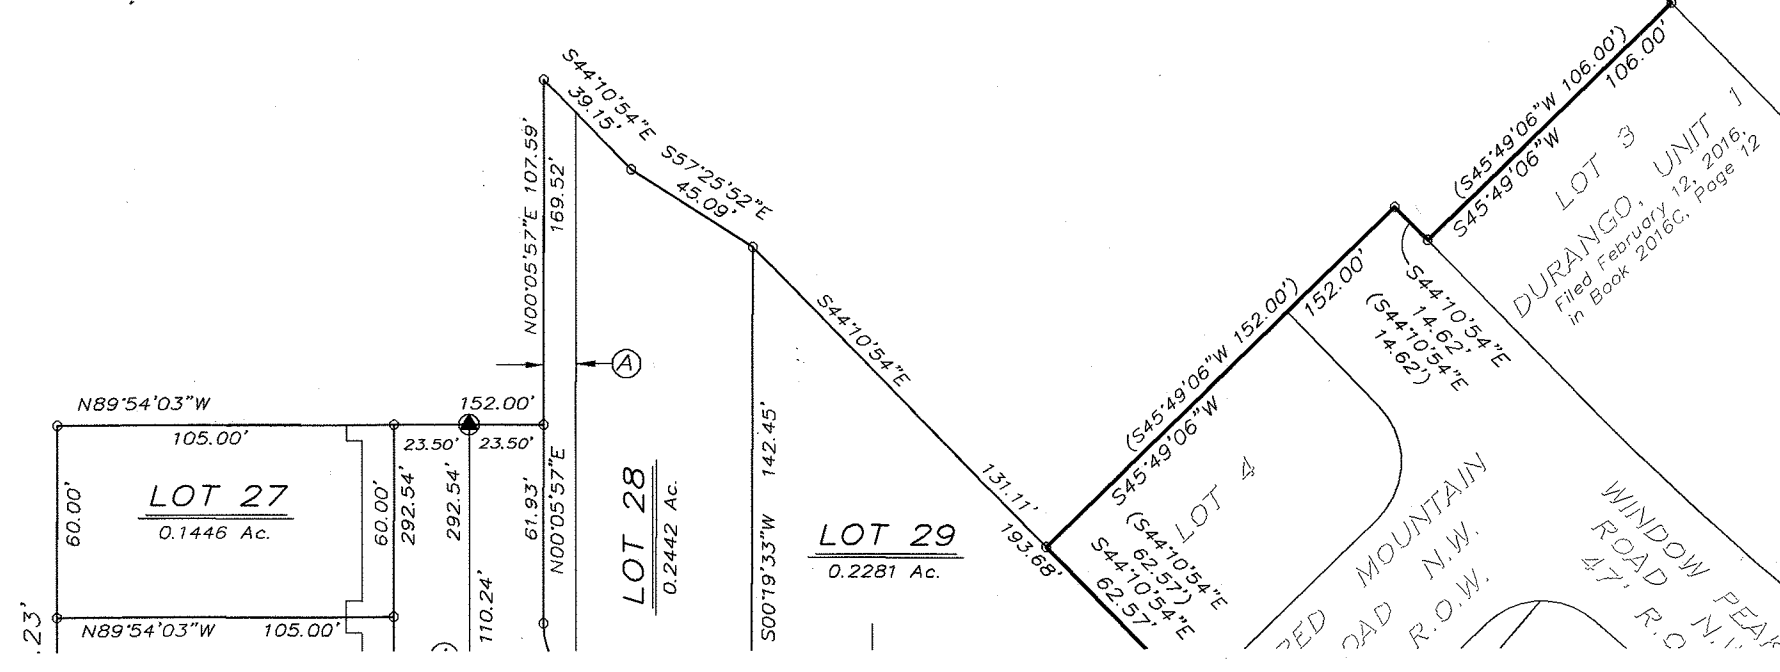 N89°54'03"W
105.00'
60.00'
LOT 27
0.1446 Ac.
60.00'
292.54'
N89°54'03"W
105.00'
.23'
152.00'
23.50'
23.50'
292.54'
110.24'
N00°05'57"E 107.59'
169.52'
61.93'
N00°05'57"E
S44°10'54"E
39.15'
S57°25'52"E
45.09'
A
LOT 28
0.2442 Ac.
S00°19'33"W 142.45'
S44°10'54"E
131.11'
193.68'
LOT 29
0.2281 Ac.
(S45°49'06"W 152.00')
S45°49'06"W
152.00'
LOT 4
(S44°10'54"E
62.57')
S44°10'54"E
62.57'
(S45°49'06"W 106.00')
S45°49'06"W
106.00'
S44°10'54"E
14.62'
(S44°10'54"E
14.62')
LOT 3
DURANGO, UNIT 1
Filed February 12, 2016,
in Book 2016C, Page 12
MOUNTAIN
N.W.
R.O.W.
WINDOW PEAK
ROAD N.W.
47' R.O